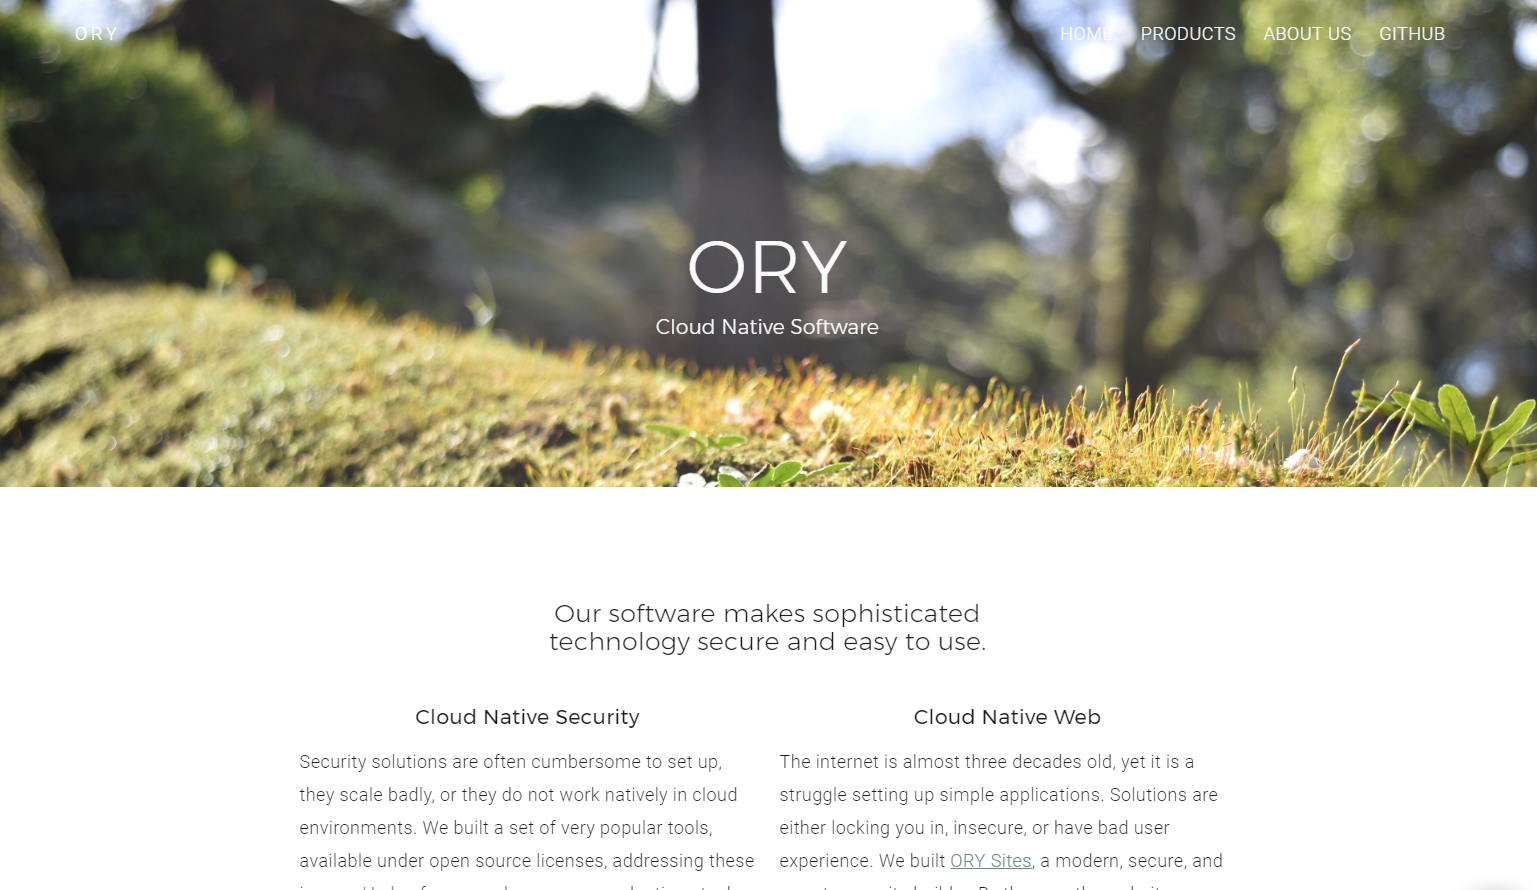 ORY
HOME PRODUCTS ABOUT US GITHUB
ORY
Cloud Native Software
Our software makes sophisticated
technology secure and easy to use.
Cloud Native Security
Security solutions are often cumbersome to set up,
they scale badly, or they do not work natively in cloud
environments. We built a set of very popular tools,
available under open source licenses, addressing these
Cloud Native Web
The internet is almost three decades old, yet it is a
struggle setting up simple applications. Solutions are
either locking you in, insecure, or have bad user
experience. We built ORY Sites, a modern, secure, and